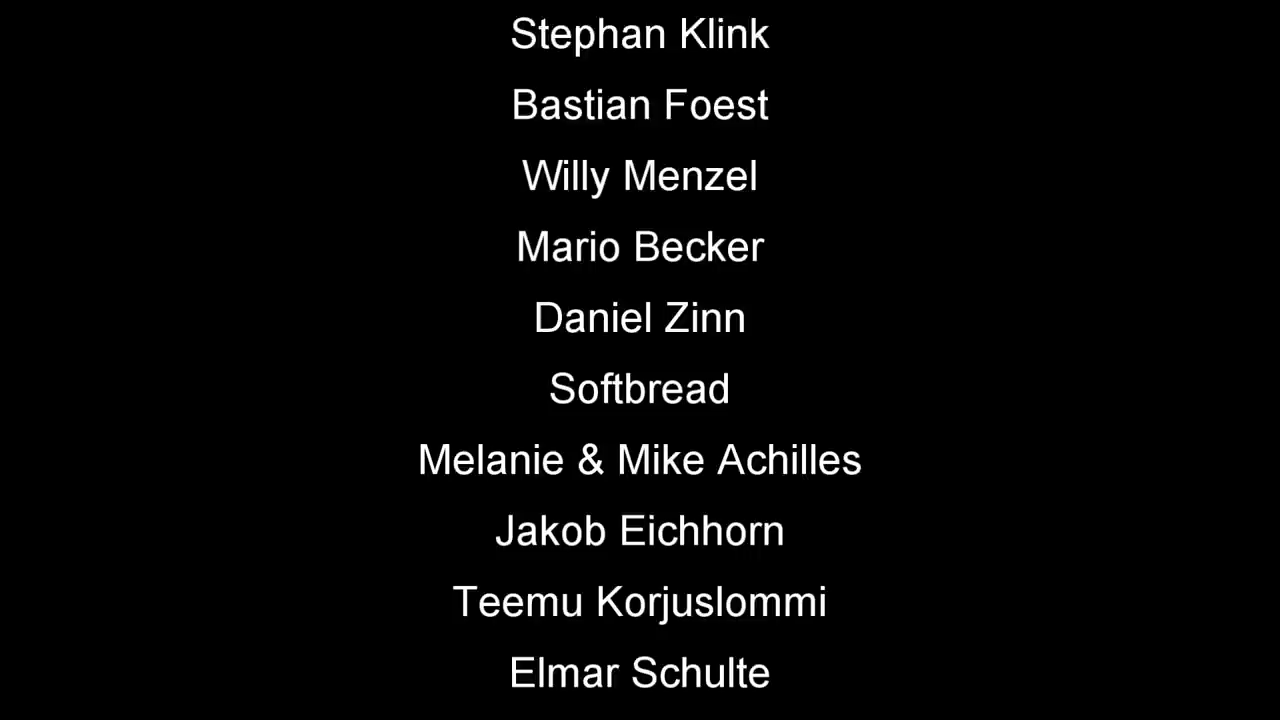 Stephan Klink
Bastian Foest
Willy Menzel
Mario Becker
Daniel Zinn
Softbread
Melanie & Mike Achilles
Jakob Eichhorn
Teemu Korjuslommi
Elmar Schulte